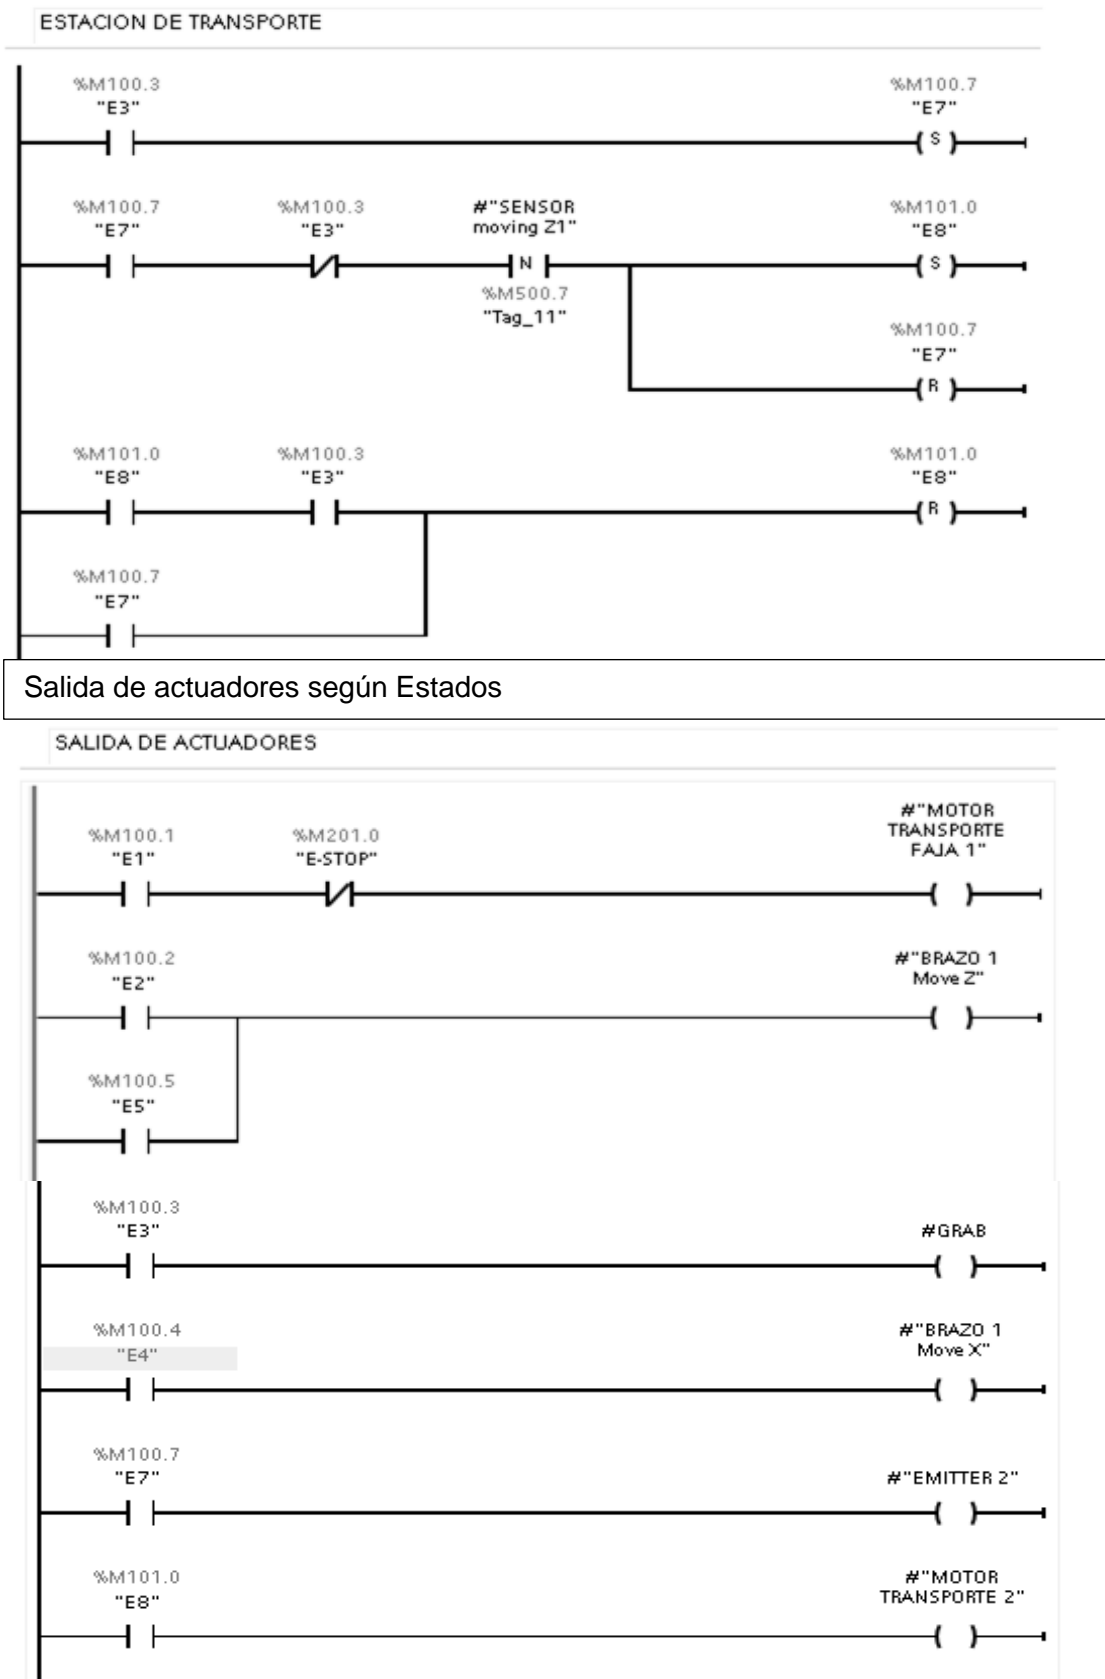 ESTACION DE TRANSPORTE
%M100.3 %M100.7
"E3" "E7"
S
%M100.7 %M100.3 #"SENSOR moving Z1" %M101.0
"E7" "E3" "E8"
N S
%M500.7
"Tag_11"
%M100.7
"E7"
R
%M101.0 %M100.3 %M101.0
"E8" "E3" "E8"
R
%M100.7
"E7"
Salida de actuadores según Estados
SALIDA DE ACTUADORES
#"MOTOR
TRANSPORTE
FAJA 1"
%M100.1 %M201.0
"E1" "E-STOP"
%M100.2 #"BRAZO 1
"E2" Move Z"
%M100.5
"E5"
%M100.3
"E3" #GRAB
%M100.4 #"BRAZO 1
"E4" Move X"
%M100.7
"E7" #"EMITTER 2"
%M101.0 #"MOTOR
"E8" TRANSPORTE 2"